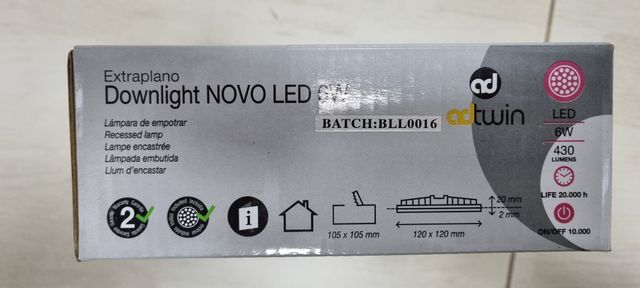 Extraplano
Downlight NOVO LED 6W
BATCH:BLL0016
Lámpara de empotrar
Recessed lamp
Lampe encastrée
Lâmpada embutida
Llum d'encastar
ad
adtwin
LED
6W
430
LUMENS
LIFE 20.000 h
ON/OFF 10.000
2
i
105 x 105 mm
120 x 120 mm
20 mm
2 mm